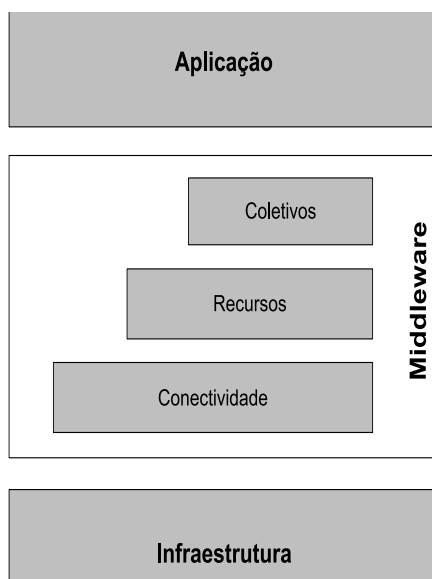 Aplicação
Coletivos
Recursos
Conectividade
Middleware
Infraestrutura